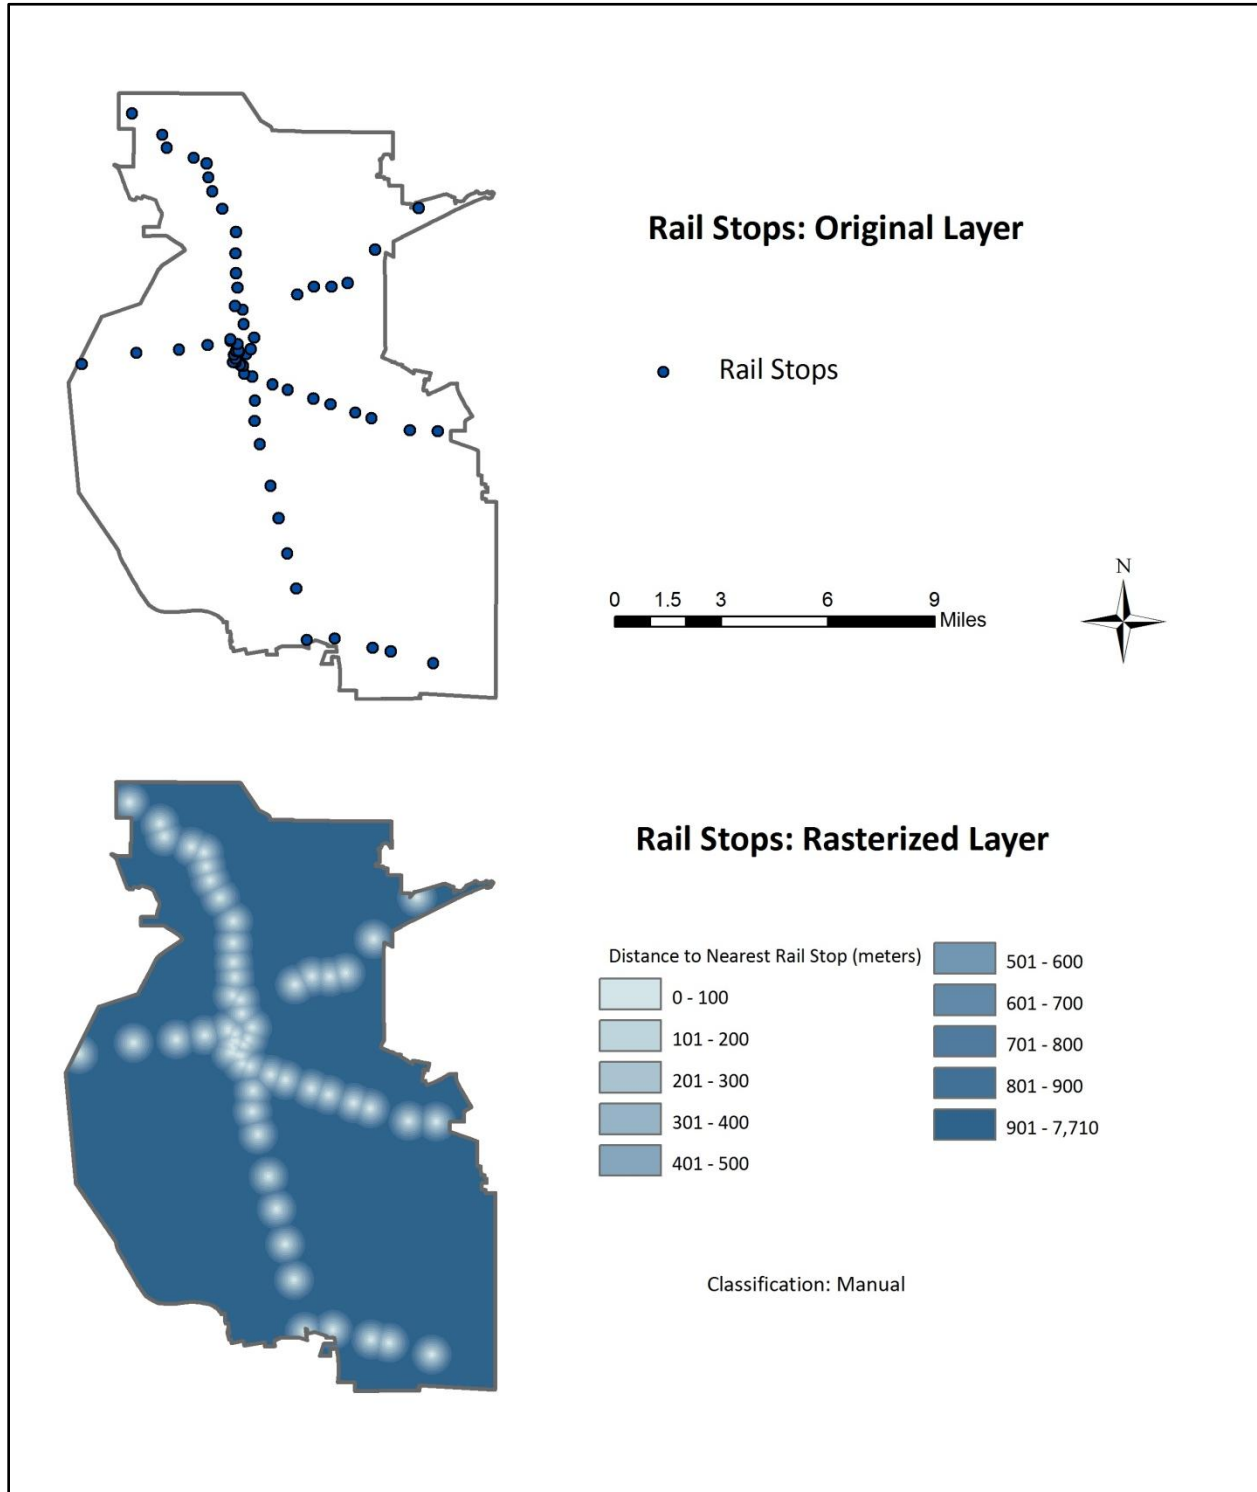 Rail Stops: Original Layer
Rail Stops
N
0 1.5 3 6 9
Miles
Rail Stops: Rasterized Layer
Distance to Nearest Rail Stop (meters)
0 - 100
101 - 200
201 - 300
301 - 400
401 - 500
501 - 600
601 - 700
701 - 800
801 - 900
901 - 7,710
Classification: Manual